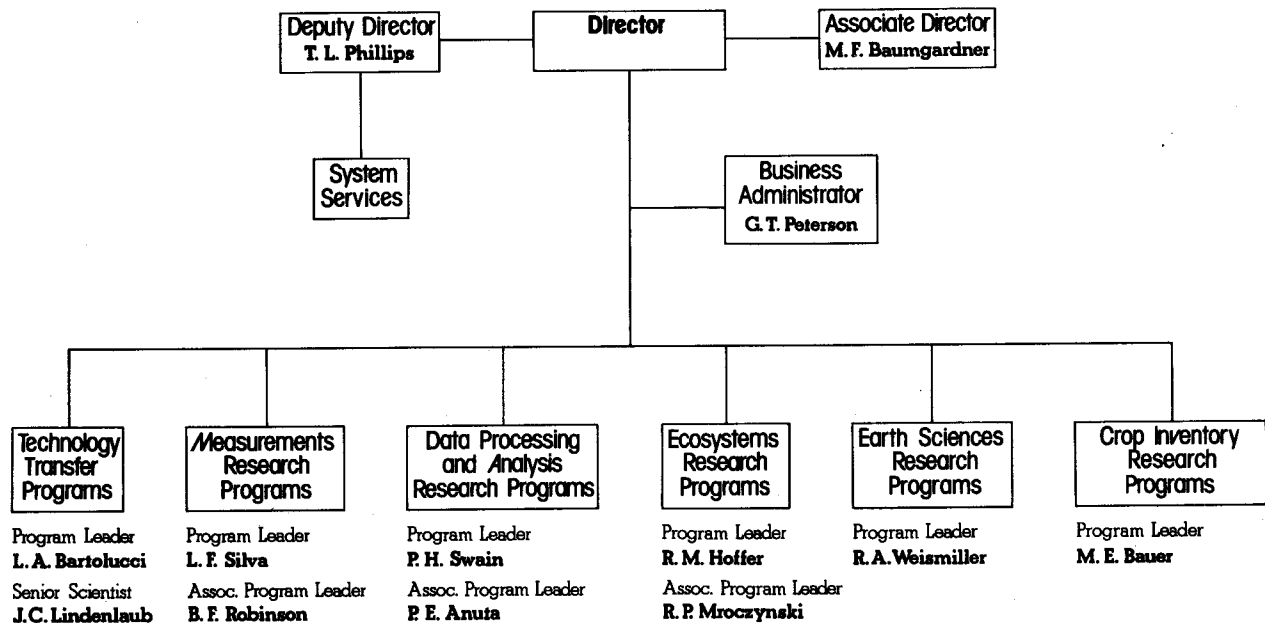 Deputy Director
T. L. Phillips
Director
Associate Director
M. F. Baumgardner
System
Services
Business
Administrator
G. T. Peterson
Technology
Transfer
Programs
Program Leader
L. A. Bartolucci
Senior Scientist
J. C. Lindenlaub
Measurements
Research
Programs
Program Leader
L. F. Silva
Assoc. Program Leader
B. F. Robinson
Data Processing
and Analysis
Research Programs
Program Leader
P. H. Swain
Assoc. Program Leader
P. E. Anuta
Ecosystems
Research
Programs
Program Leader
R. M. Hoffer
Assoc. Program Leader
R. P. Mroczynski
Earth Sciences
Research
Programs
Program Leader
R. A. Weismiller
Crop Inventory
Research
Programs
Program Leader
M. E. Bauer